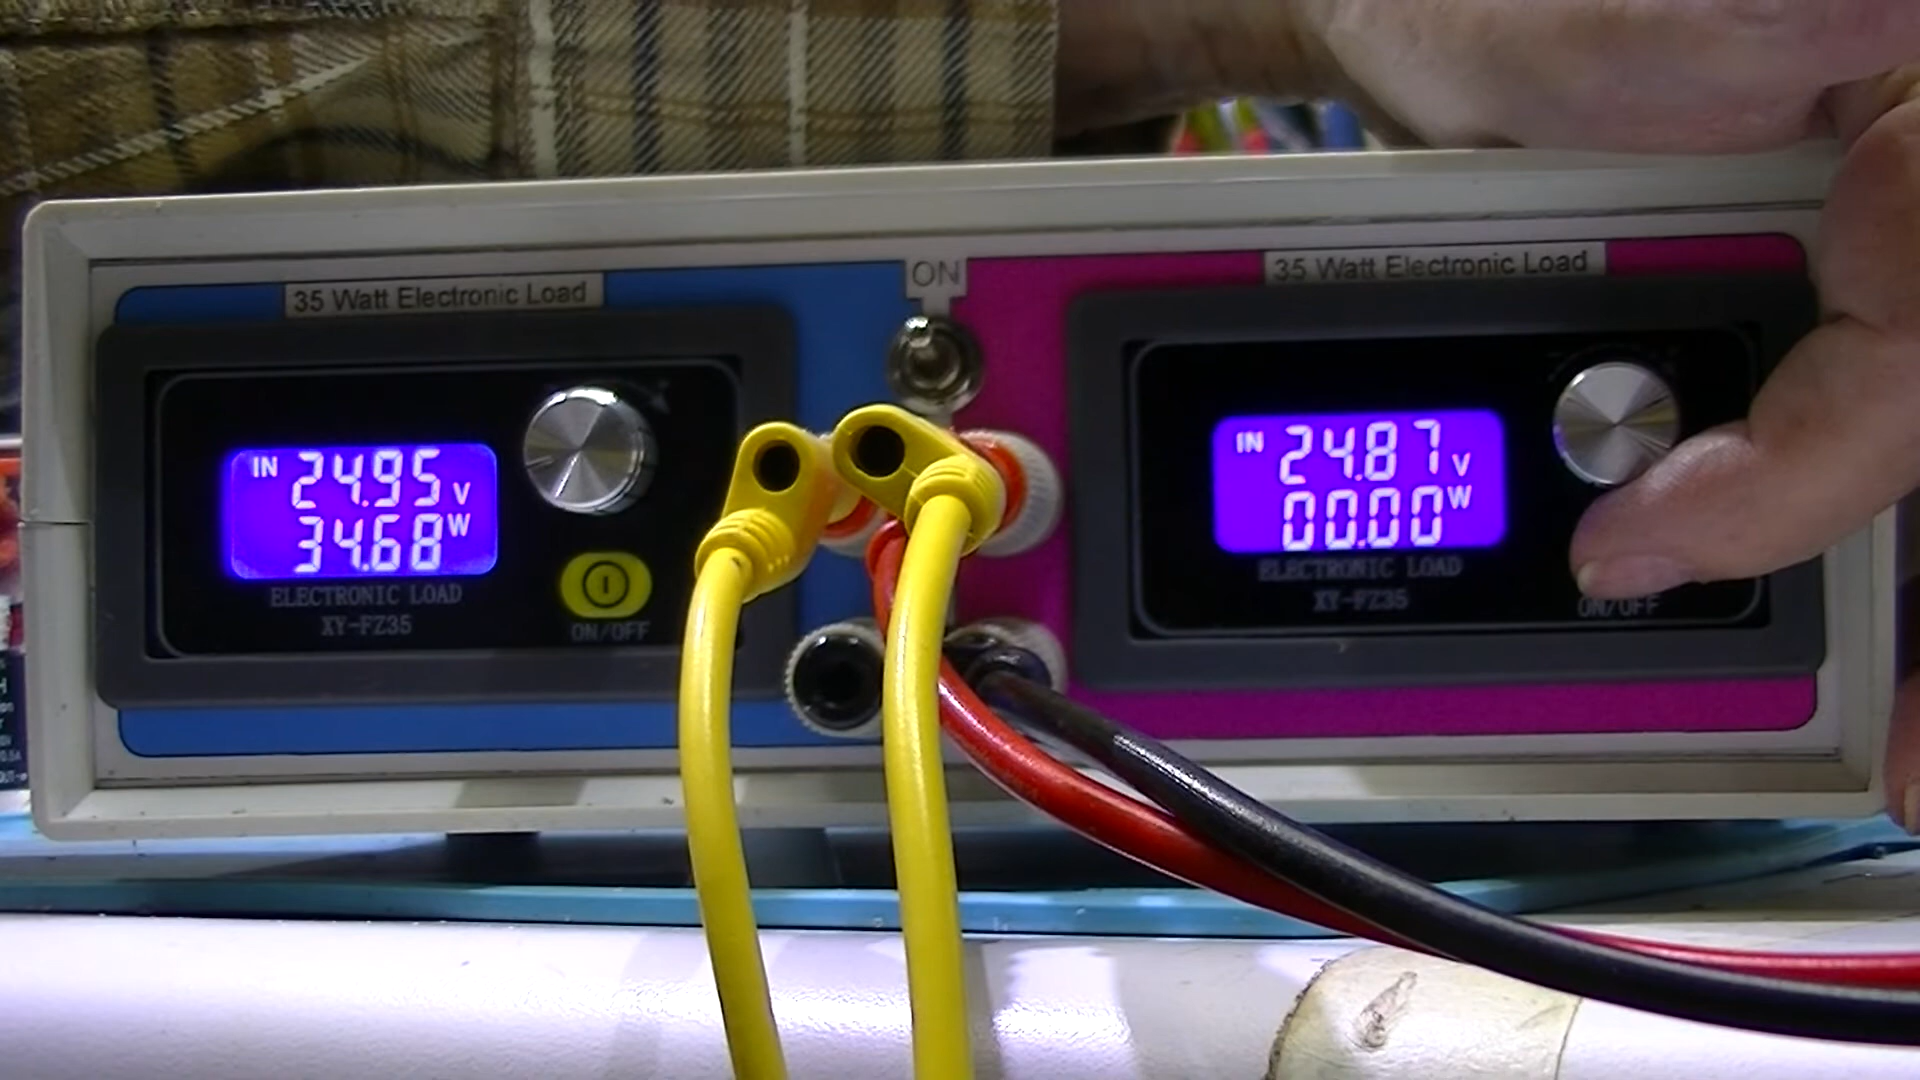 35 Watt Electronic Load
IN 24.95 V
34.68 W
ELECTRONIC LOAD
XY-FZ35
ON/OFF
ON
35 Watt Electronic Load
IN 24.87 V
00.00 W
ELECTRONIC LOAD
XY-FZ35
ON/OFF